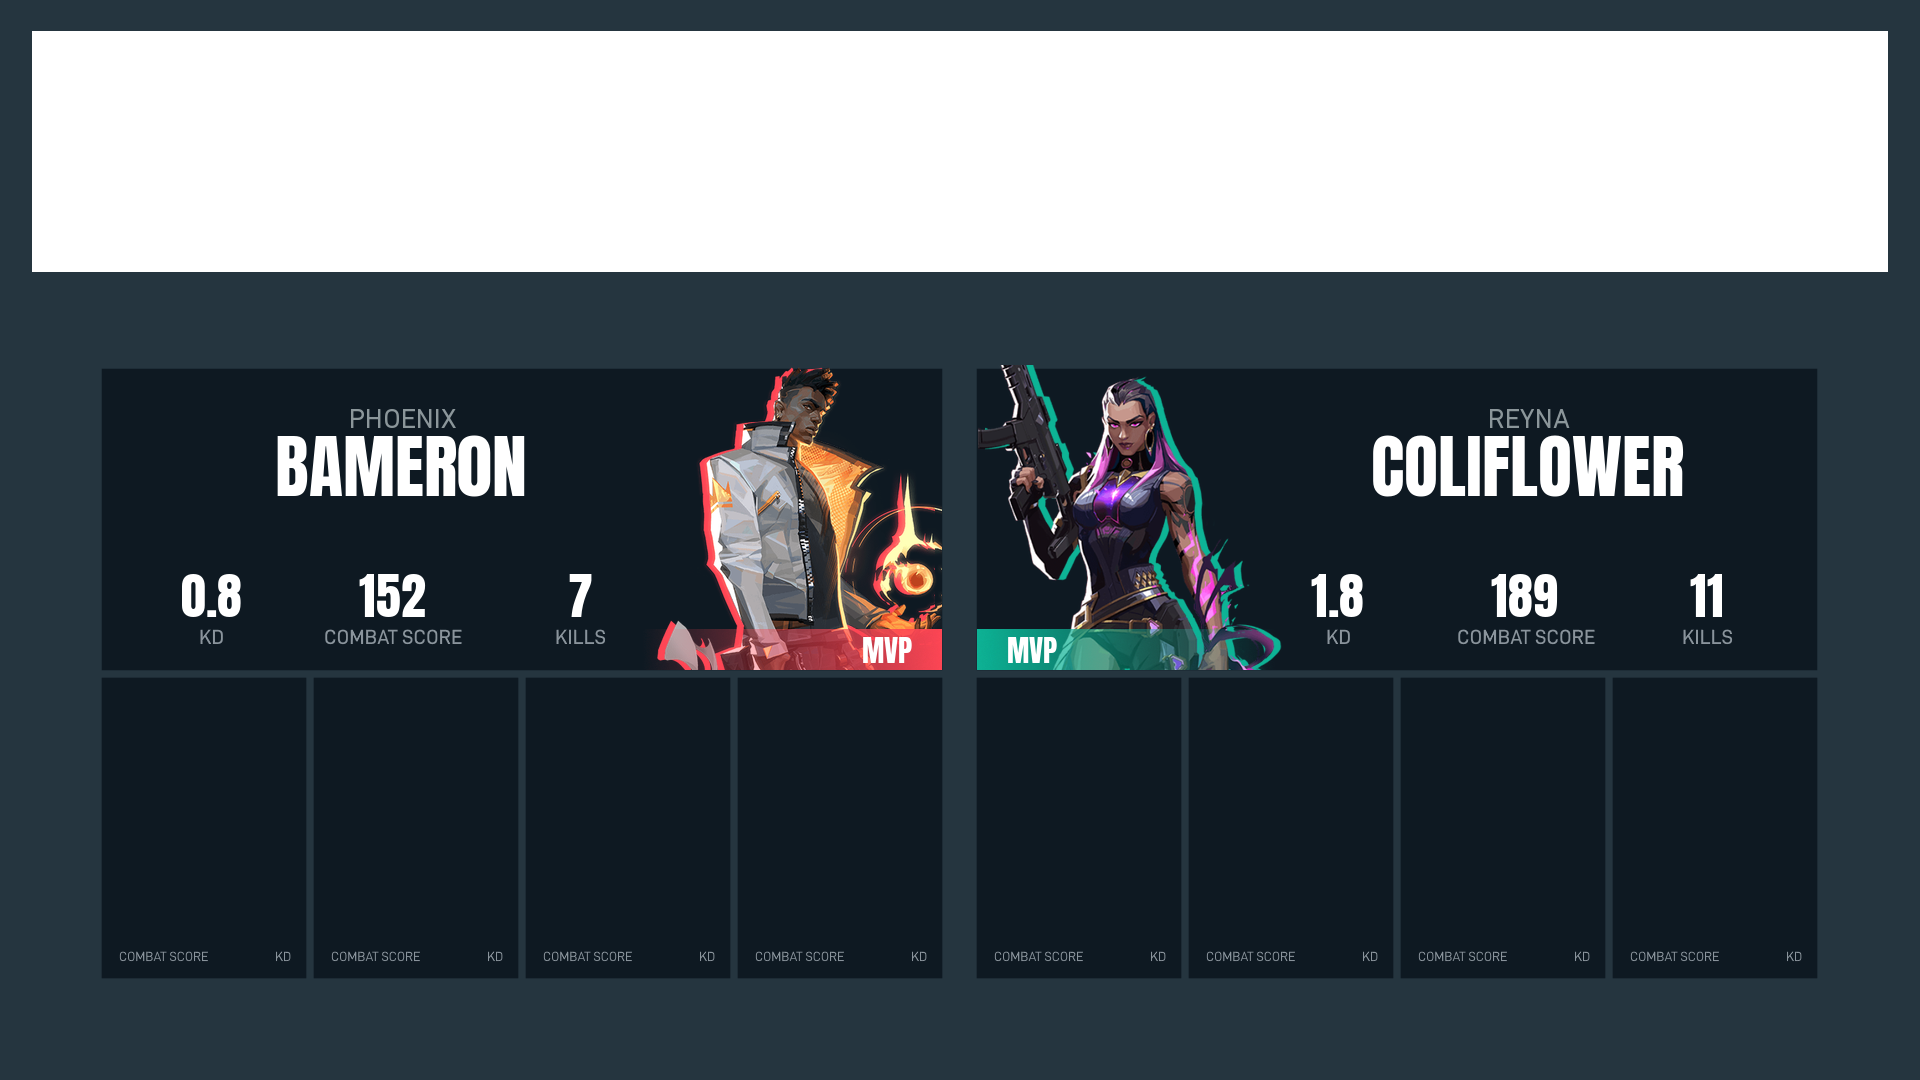 PHOENIX
BAMERON
0.8 152 7
KD COMBAT SCORE KILLS
MVP
REYNA
COLIFLOWER
1.8 189 11
KD COMBAT SCORE KILLS
MVP
COMBAT SCORE KD
COMBAT SCORE KD
COMBAT SCORE KD
COMBAT SCORE KD
COMBAT SCORE KD
COMBAT SCORE KD
COMBAT SCORE KD
COMBAT SCORE KD